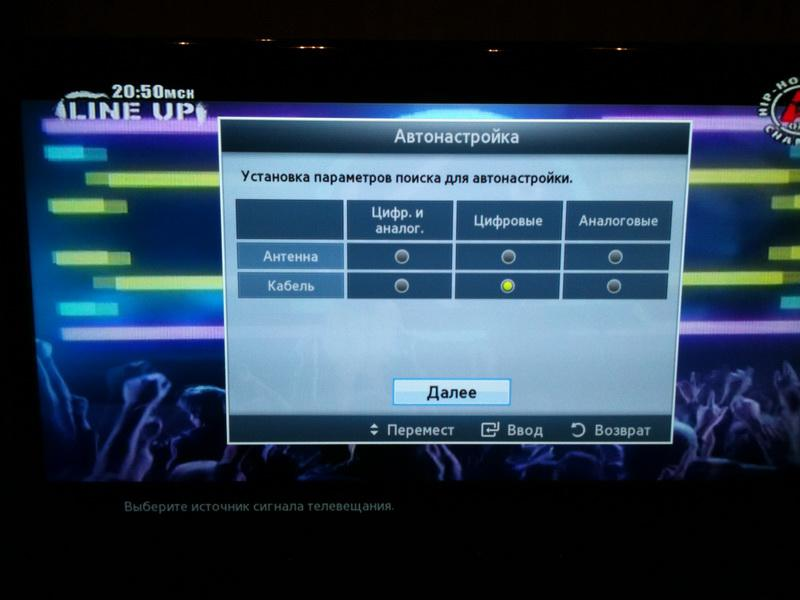 20:50МСК
LINE UP
HIP-HO
CHA
Автонастройка
Установка параметров поиска для автонастройки.
Цифр. и аналог.
Цифровые
Аналоговые
Антенна
Кабель
Далее
Перемест
Ввод
Возврат
Выберите источник сигнала телевещания.